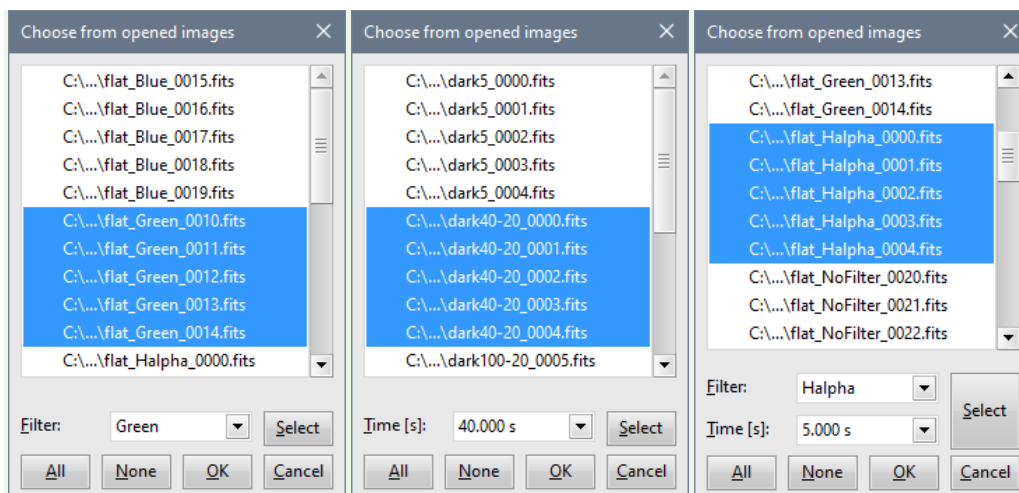 Choose from opened images
C:\...\flat_Blue_0015.fits
C:\...\flat_Blue_0016.fits
C:\...\flat_Blue_0017.fits
C:\...\flat_Blue_0018.fits
C:\...\flat_Blue_0019.fits
C:\...\flat_Green_0010.fits
C:\...\flat_Green_0011.fits
C:\...\flat_Green_0012.fits
C:\...\flat_Green_0013.fits
C:\...\flat_Green_0014.fits
C:\...\flat_Halpha_0000.fits
Filter: Green Select
All None OK Cancel
Choose from opened images
C:\...\dark5_0000.fits
C:\...\dark5_0001.fits
C:\...\dark5_0002.fits
C:\...\dark5_0003.fits
C:\...\dark5_0004.fits
C:\...\dark40-20_0000.fits
C:\...\dark40-20_0001.fits
C:\...\dark40-20_0002.fits
C:\...\dark40-20_0003.fits
C:\...\dark40-20_0004.fits
C:\...\dark100-20_0005.fits
Time [s]: 40.000 s Select
All None OK Cancel
Choose from opened images
C:\...\flat_Green_0013.fits
C:\...\flat_Green_0014.fits
C:\...\flat_Halpha_0000.fits
C:\...\flat_Halpha_0001.fits
C:\...\flat_Halpha_0002.fits
C:\...\flat_Halpha_0003.fits
C:\...\flat_Halpha_0004.fits
C:\...\flat_NoFilter_0020.fits
C:\...\flat_NoFilter_0021.fits
C:\...\flat_NoFilter_0022.fits
Filter: Halpha
Select
Time [s]: 5.000 s
All None OK Cancel